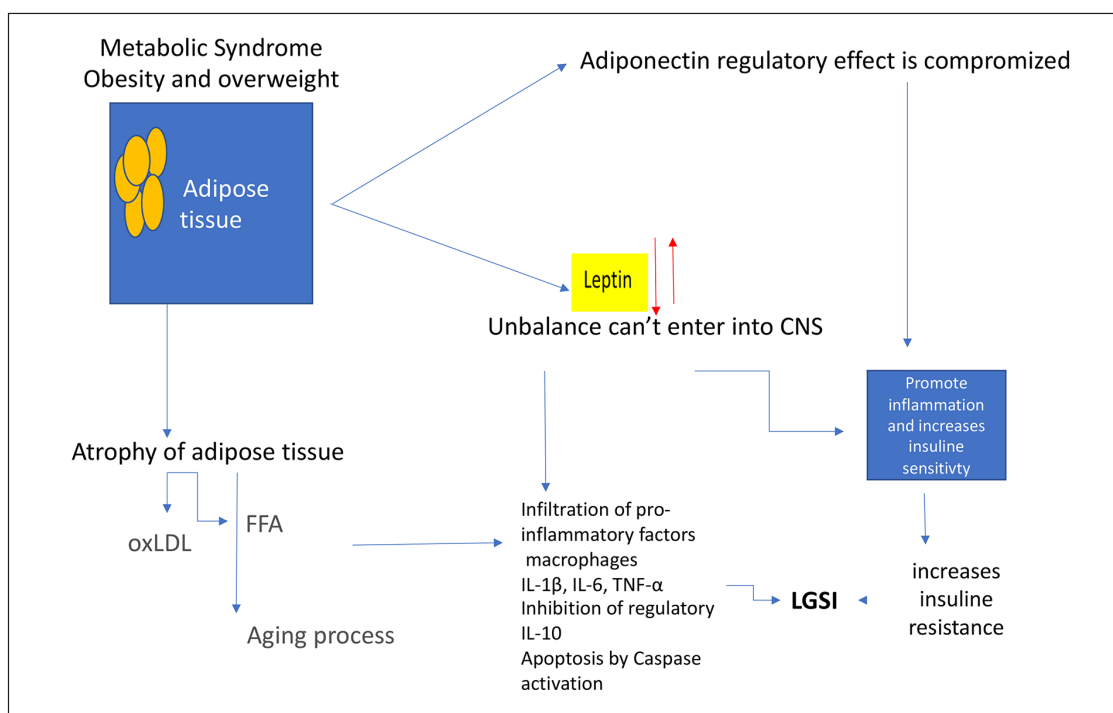 Metabolic Syndrome
Obesity and overweight
Adipose
tissue
Adiponectin regulatory effect is compromized
Leptin
Unbalance can't enter into CNS
Promote
inflammation
and increases
insuline
sensitivty
Atrophy of adipose tissue
oxLDL
FFA
Aging process
Infiltration of pro-
inflammatory factors
macrophages
IL-1β, IL-6, TNF-α
Inhibition of regulatory
IL-10
Apoptosis by Caspase
activation
LGSI
increases
insuline
resistance